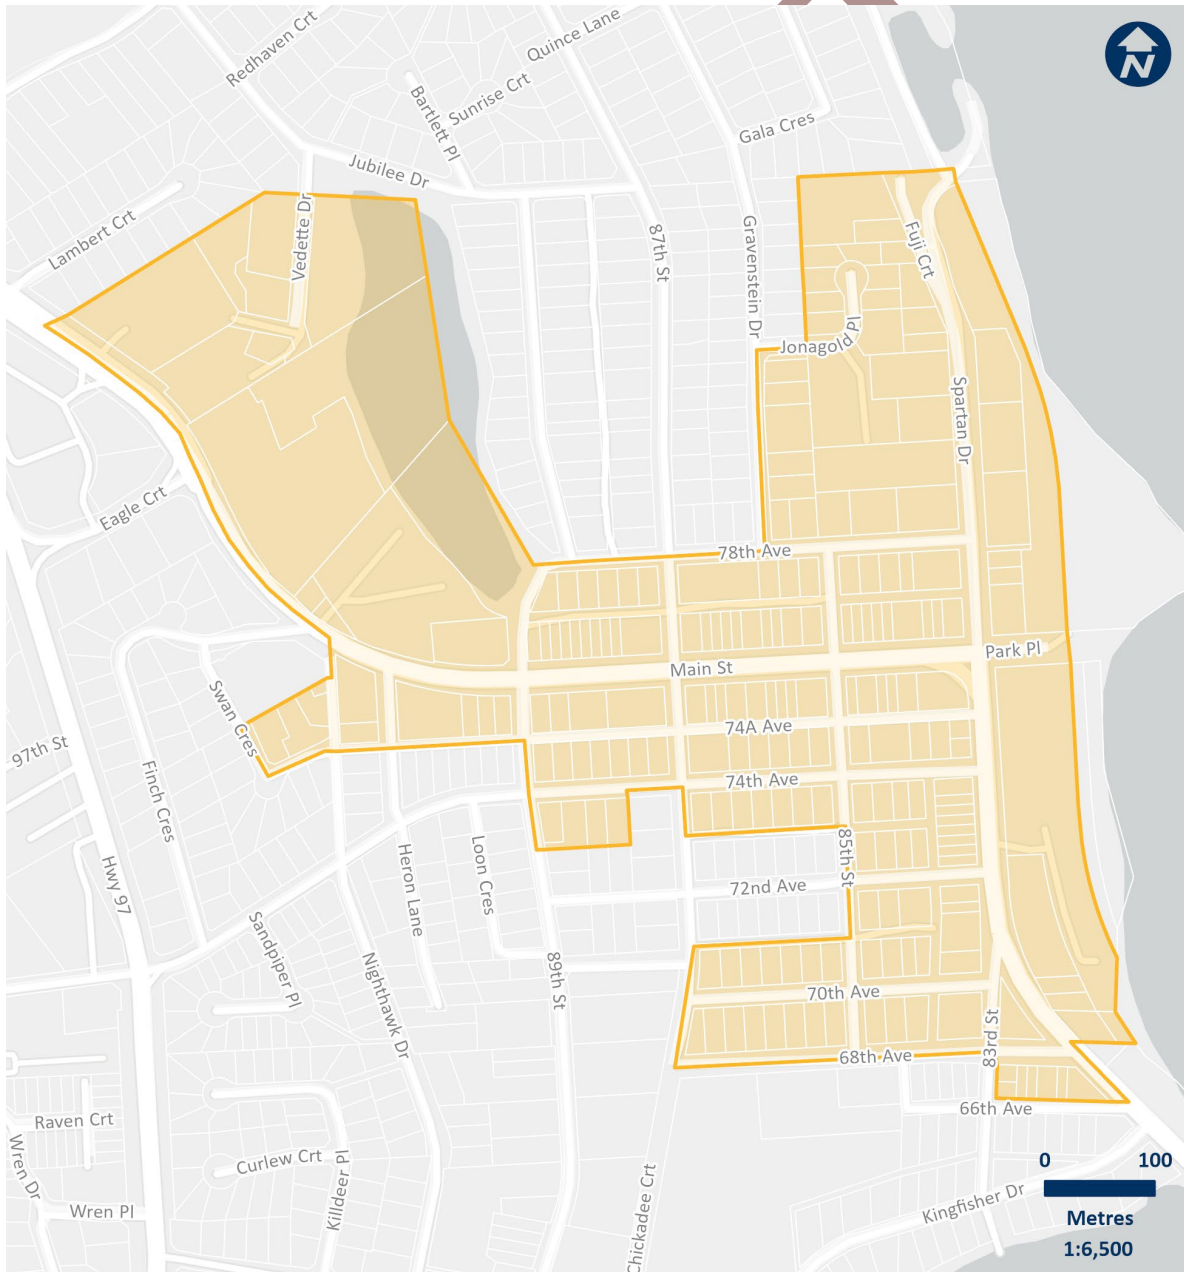 Redhaven Crt
Quince Lane
N
Sunrise Crt
Bartlett Pl
Gala Cres
Jubilee Dr
Lambert Crt
Vedette Dr
87th St
Gravenstein Dr
Fuji Crt
Jonagold Pl
Spartan Dr
Eagle Crt
78th Ave
Main St
Park Pl
Swan Cres
74A Ave
97th St
Finch Cres
74th Ave
Hwy 97
Heron Lane
Loon Cres
72nd Ave
85th St
Sandpiper Pl
Nighthawk Dr
89th St
70th Ave
83rd St
68th Ave
66th Ave
Raven Crt
Wren Dr
Curlew Crt
Killdeer Pl
Wren Pl
Chickadee Crt
Kingfisher Dr
0 100
Metres
1:6,500